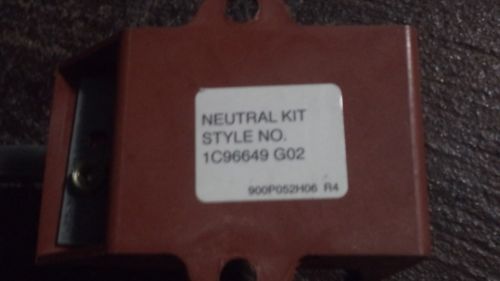 NEUTRAL KIT
STYLE NO.
1C96649 G02
900P052H06 R4